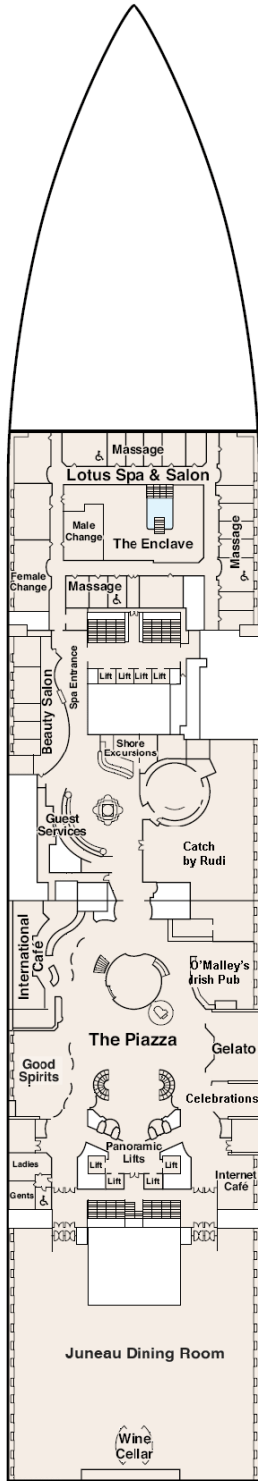 Massage
Lotus Spa & Salon
Male
Change
The Enclave
Massage
Female
Change
Massage
Spa Entrance
Lift Lift Lift Lift
Beauty Salon
Shore
Excursions
Guest
Services
Catch
by Rudi
International
Café
O'Malley's
Irish Pub
The Piazza
Gelato
Good
Spirits
Celebrations
Panoramic
Lifts
Ladies
Lift
Lift
Internet
Café
Gents
Lift
Lift
Juneau Dining Room
Wine
Cellar